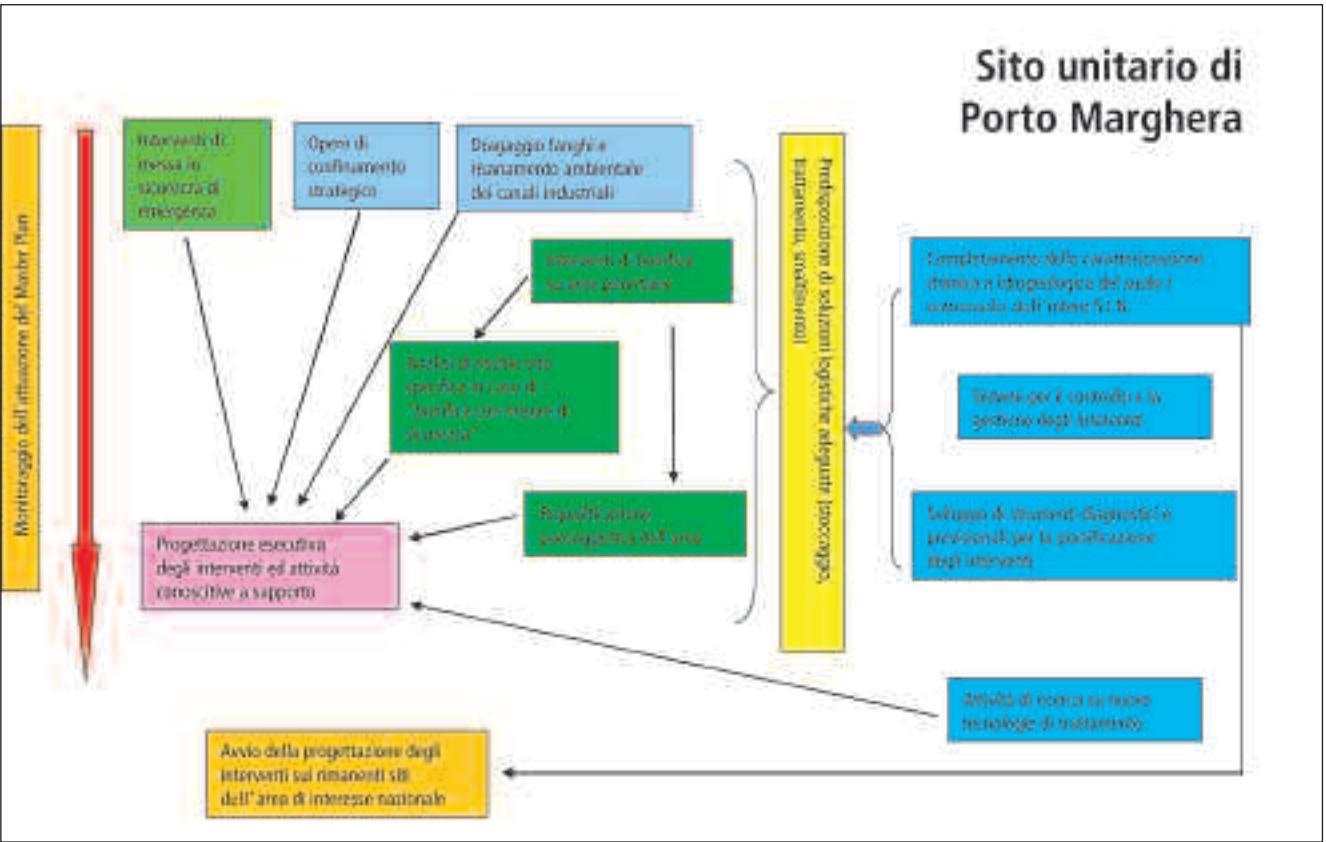 Sito unitario di
Porto Marghera
Monitoraggio dell'attuazione del Master Plan
Interventi di
messa in
sicurezza di
emergenza
Opere di
confinamento
strategico
Dragaggio fanghi e
risanamento ambientale
dei canali industriali
Interventi di bonifica
su aree prioritarie
Analisi di rischio sito
specifica in caso di
"bonifica con misure di
sicurezza"
Riqualificazione
paesaggistica dell'area
Progettazione esecutiva
degli interventi ed attività
conoscitive a supporto
Predisposizione di soluzioni logistiche adeguate (stoccaggio,
trattamento, smaltimento)
Completamento della caratterizzazione
chimica e idrogeologica del suolo /
sottosuolo dell'intero S.I.N.
Sistemi per il controllo e la
gestione degli interventi
Sviluppo di strumenti diagnostici e
previsionali per la pianificazione
degli interventi
Attività di ricerca su nuove
tecnologie di trattamento
Avvio della progettazione degli
interventi sui rimanenti siti
dell'area di interesse nazionale